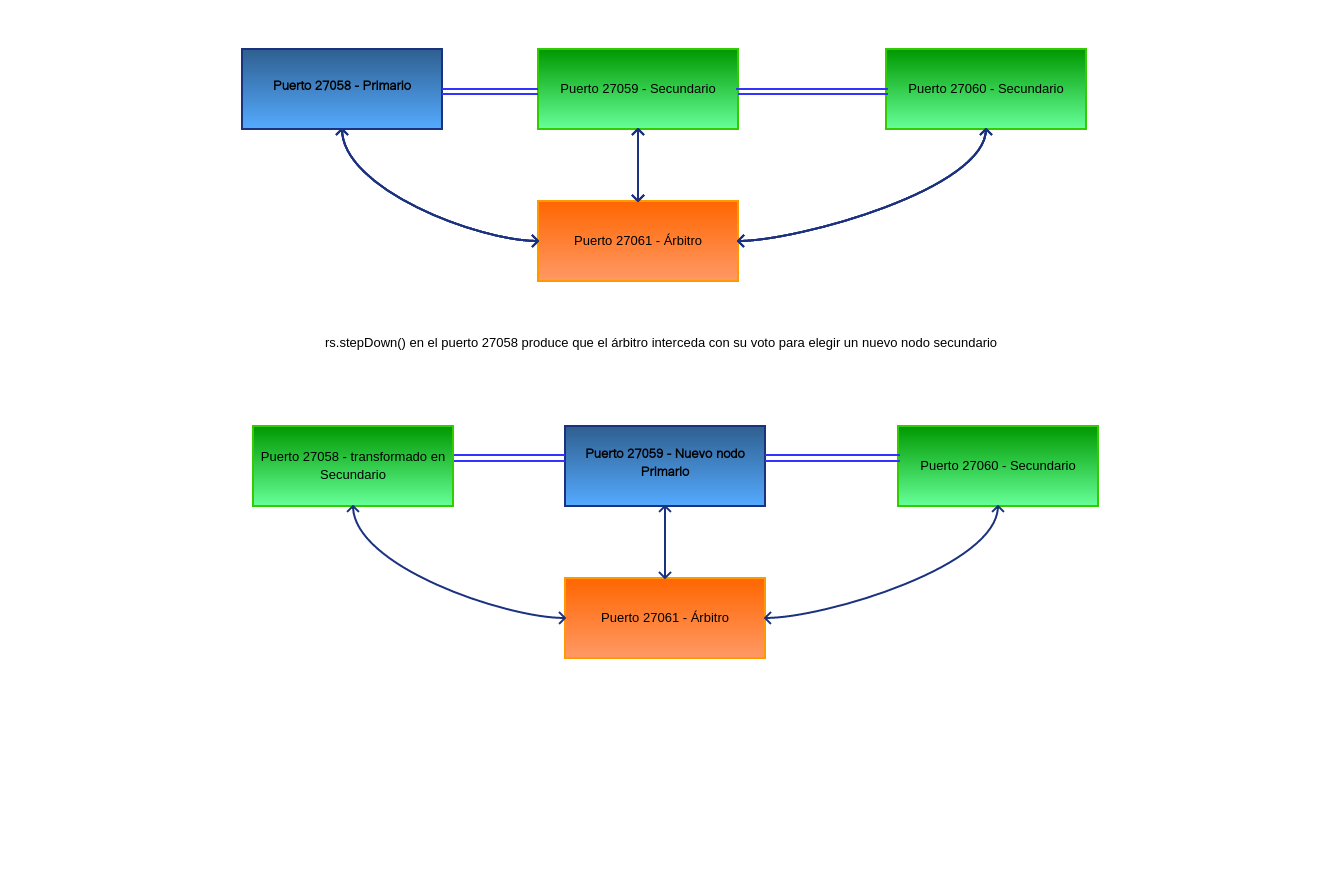 Puerto 27058 - Primario
Puerto 27059 - Secundario
Puerto 27060 - Secundario
Puerto 27061 - Árbitro
rs.stepDown() en el puerto 27058 produce que el árbitro interceda con su voto para elegir un nuevo nodo secundario
Puerto 27058 - transformado en
Secundario
Puerto 27059 - Nuevo nodo
Primario
Puerto 27060 - Secundario
Puerto 27061 - Árbitro